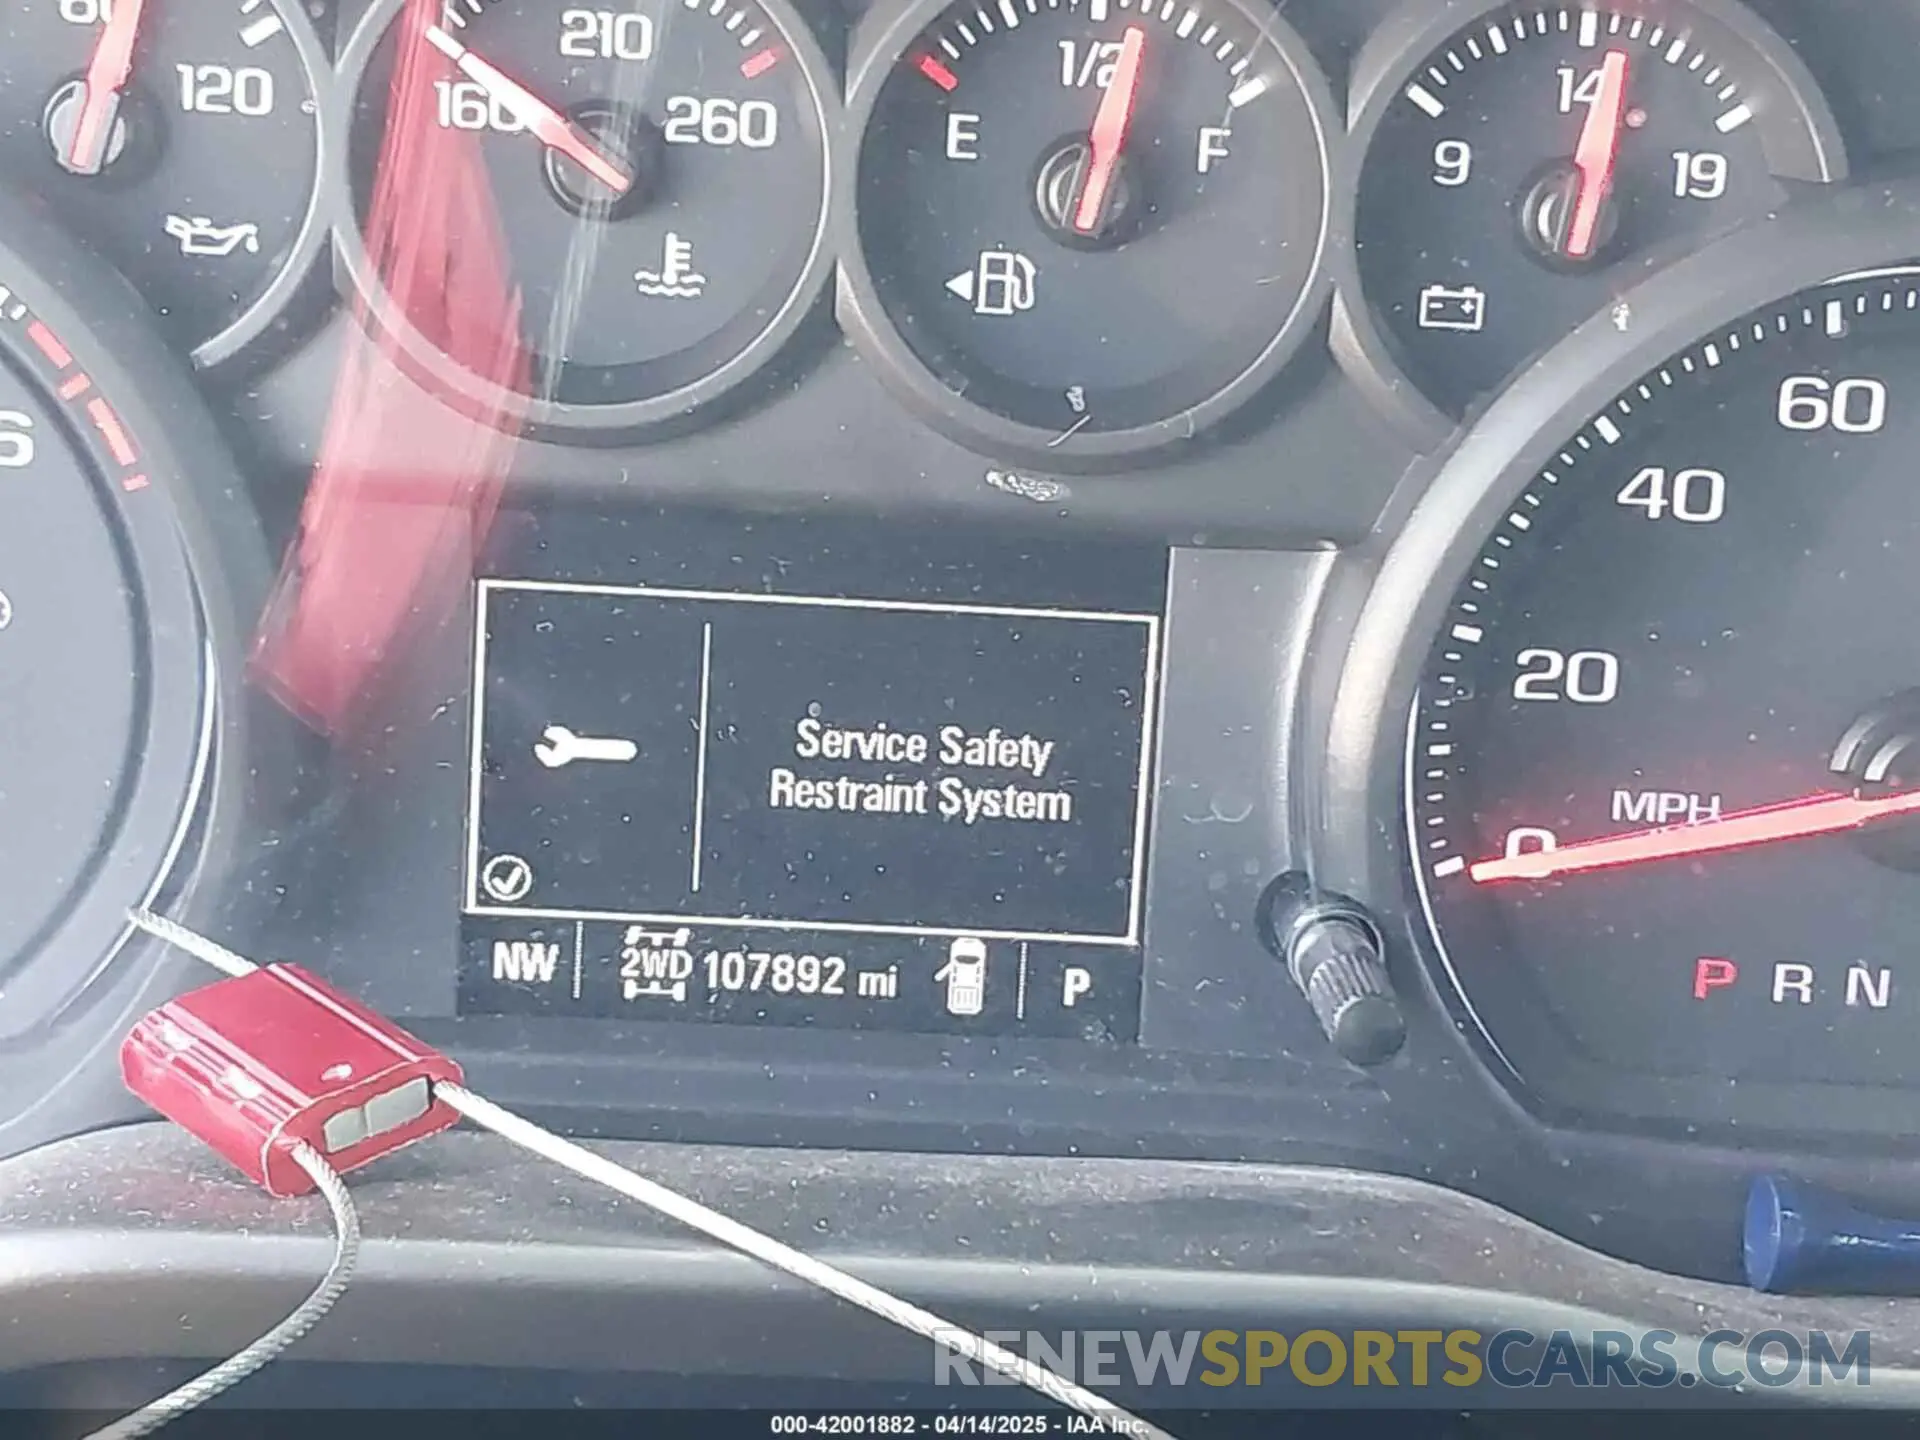 120
160
210
260
E
1/2
F
9
14
19
6
20
40
60
MPH
0
Service Safety
Restraint System
NW
2WD
107892 mi
P
P R N
RENEWSPORTSCARS.COM
000-42001882 - 04/14/2025 - IAA Inc.